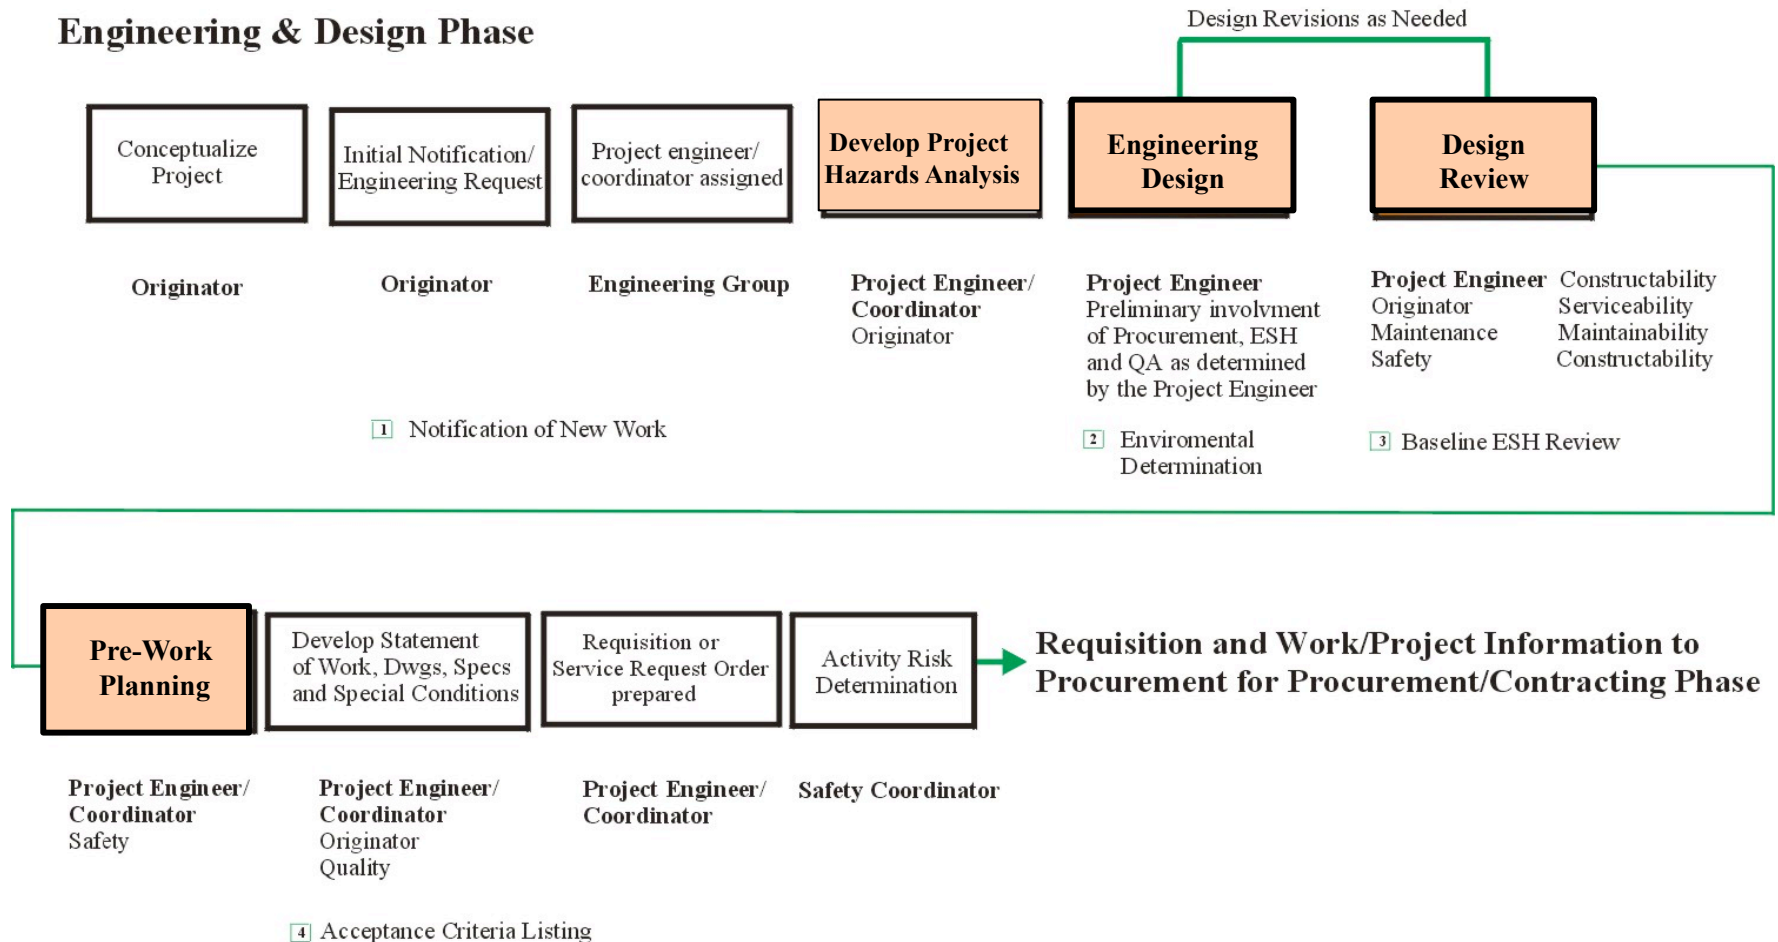 Engineering & Design Phase
Design Revisions as Needed
Conceptualize
Project
Initial Notification/
Engineering Request
Project engineer/
coordinator assigned
Develop Project
Hazards Analysis
Engineering
Design
Design
Review
Originator
Originator
Engineering Group
Project Engineer/
Coordinator
Originator
Project Engineer
Preliminary involvment
of Procurement, ESH
and QA as determined
by the Project Engineer
Project Engineer Constructability
Originator Serviceability
Maintenance Maintainability
Safety Constructability
1 Notification of New Work
2 Enviromental
Determination
3 Baseline ESH Review
Pre-Work
Planning
Develop Statement
of Work, Dwgs, Specs
and Special Conditions
Requisition or
Service Request Order
prepared
Activity Risk
Determination
Requisition and Work/Project Information to
Procurement for Procurement/Contracting Phase
Project Engineer/
Coordinator
Safety
Project Engineer/
Coordinator
Originator
Quality
Project Engineer/
Coordinator
Safety Coordinator
4 Acceptance Criteria Listing